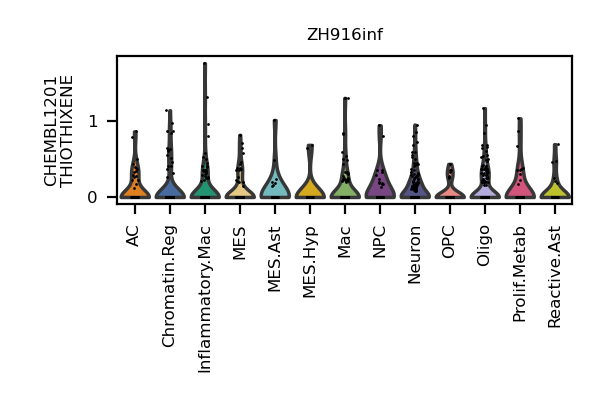 ZH916inf
CHEMBL1201
THIOTHIXENE
1
0
AC
Chromatin.Reg
Inflammatory.Mac
MES
MES.Ast
MES.Hyp
Mac
NPC
Neuron
OPC
Oligo
Prolif.Metab
Reactive.Ast